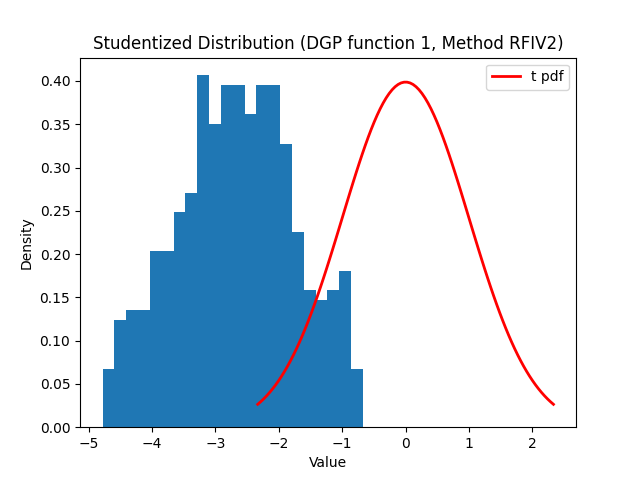 Studentized Distribution (DGP function 1, Method RFIV2)
t pdf
0.40
0.35
0.30
0.25
0.20
0.15
0.10
0.05
0.00
Density
−5 −4 −3 −2 −1 0 1 2
Value